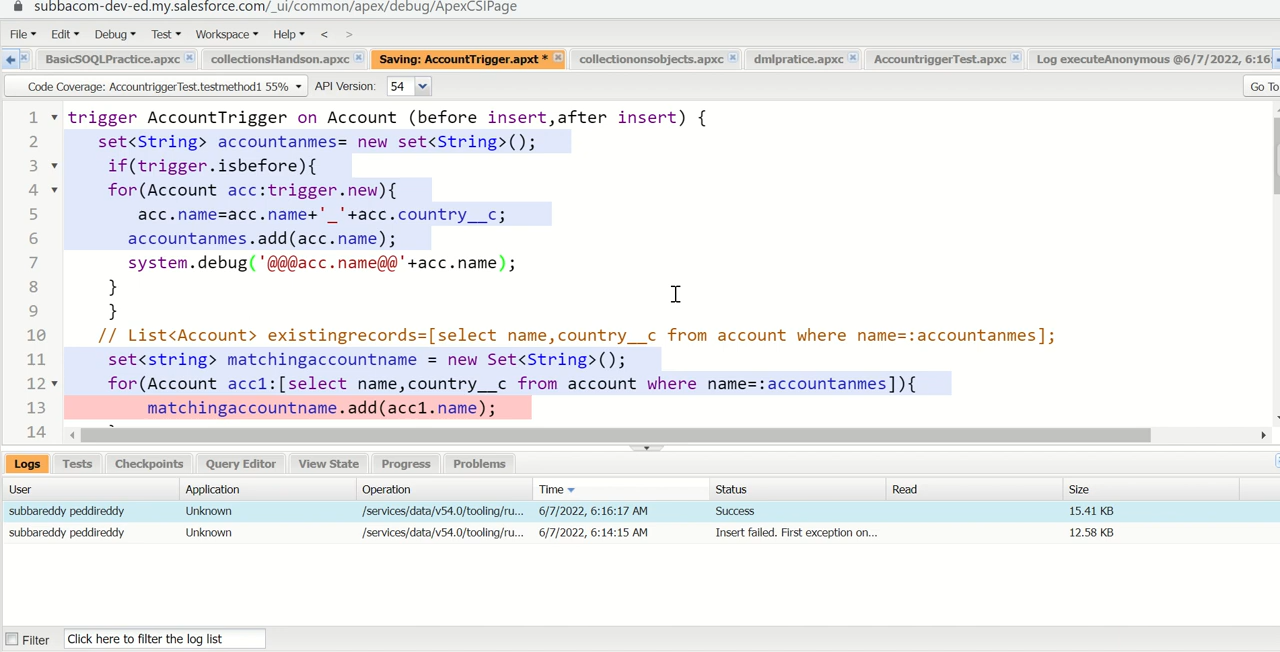 subbacom-dev-ed.my.salesforce.com/_ui/common/apex/debug/ApexCSIPage
File Edit Debug Test Workspace Help < >
BasicSOQLPractice.apxc collectionsHandson.apxc Saving: AccountTrigger.apxt * collectiononsobjects.apxc dmlpratice.apxc AccountriggerTest.apxc Log executeAnonymous @6/7/2022, 6:16:
Code Coverage: AccountriggerTest.testmethod1 55% API Version: 54 Go To
1 trigger AccountTrigger on Account (before insert,after insert) {
2 set<String> accountanmes= new set<String>();
3 if(trigger.isbefore){
4 for(Account acc:trigger.new){
5 acc.name=acc.name+'_'+acc.country__c;
6 accountanmes.add(acc.name);
7 system.debug('@@@acc.name@@'+acc.name);
8 }
9 }
10 // List<Account> existingrecords=[select name,country__c from account where name=:accountanmes];
11 set<string> matchingaccountname = new Set<String>();
12 for(Account acc1:[select name,country__c from account where name=:accountanmes]){
13 matchingaccountname.add(acc1.name);
14
Logs Tests Checkpoints Query Editor View State Progress Problems
User Application Operation Time Status Read Size
subbareddy peddireddy Unknown /services/data/v54.0/tooling/ru... 6/7/2022, 6:16:17 AM Success 15.41 KB
subbareddy peddireddy Unknown /services/data/v54.0/tooling/ru... 6/7/2022, 6:14:15 AM Insert failed. First exception on... 12.58 KB
Filter Click here to filter the log list